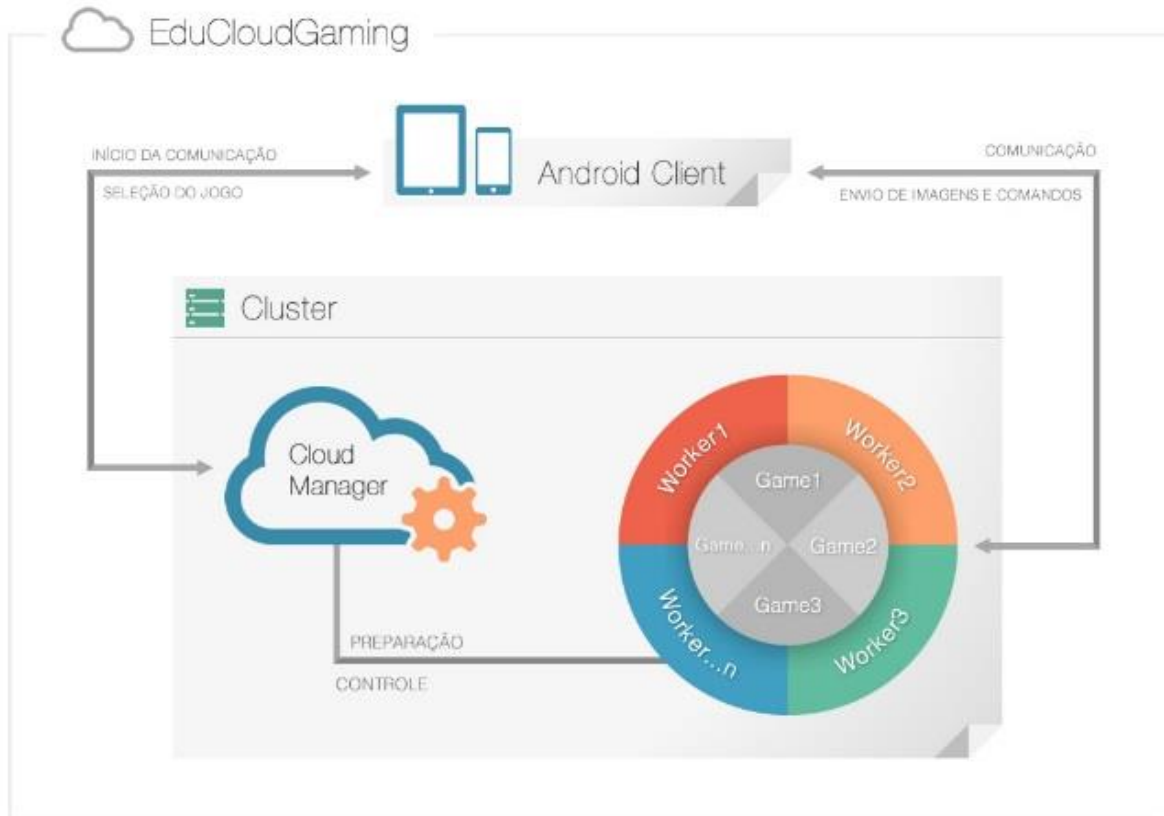 EduCloudGaming
INÍCIO DA COMUNICAÇÃO
SELEÇÃO DO JOGO
Android Client
COMUNICAÇÃO
ENVIO DE IMAGENS E COMANDOS
Cluster
Cloud
Manager
Worker1
Worker2
Worker3
Worker...n
Game1
Game2
Game3
Game...n
PREPARAÇÃO
CONTROLE